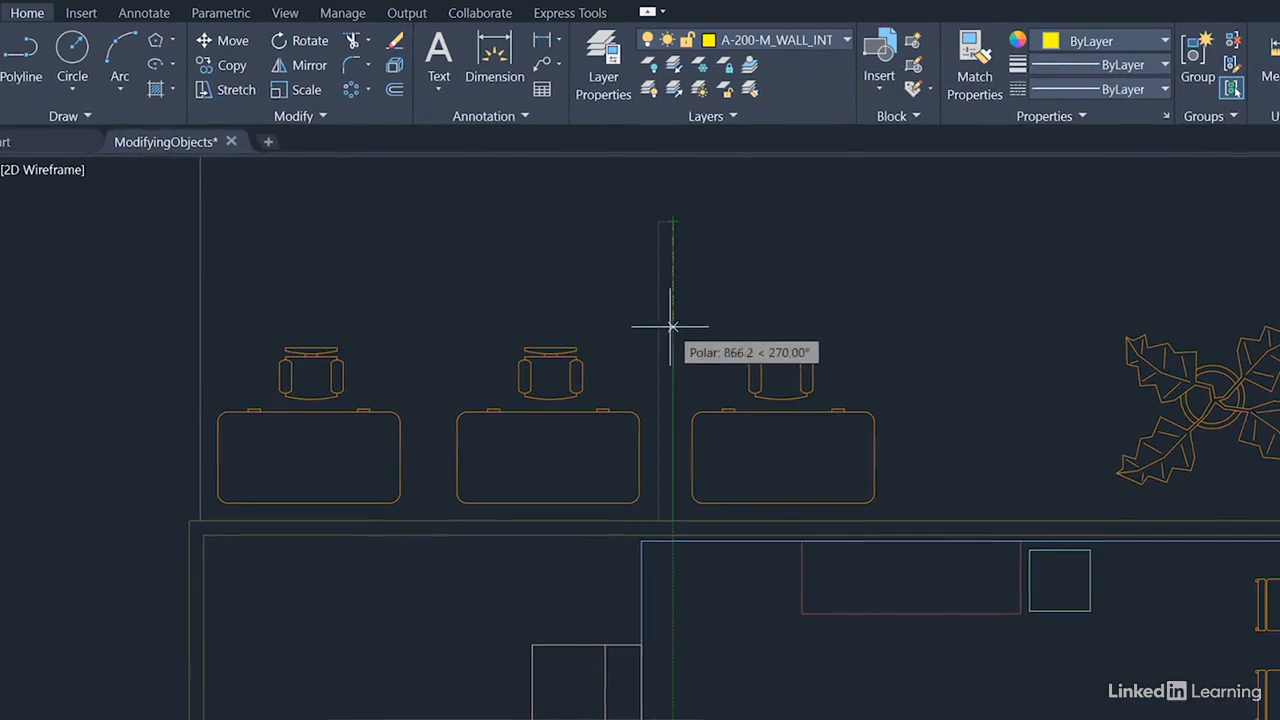 Home Insert Annotate Parametric View Manage Output Collaborate Express Tools
Polyline Circle Arc
Move Rotate
Copy Mirror
Stretch Scale
Text Dimension
Layer
Properties
A-200-M_WALL_INT
Insert
Match
Properties
ByLayer
ByLayer
ByLayer
Group
Draw Modify Annotation Layers Block Properties Groups
ModifyingObjects*
[2D Wireframe]
Polar: 866.2 < 270.00°
Linked in Learning